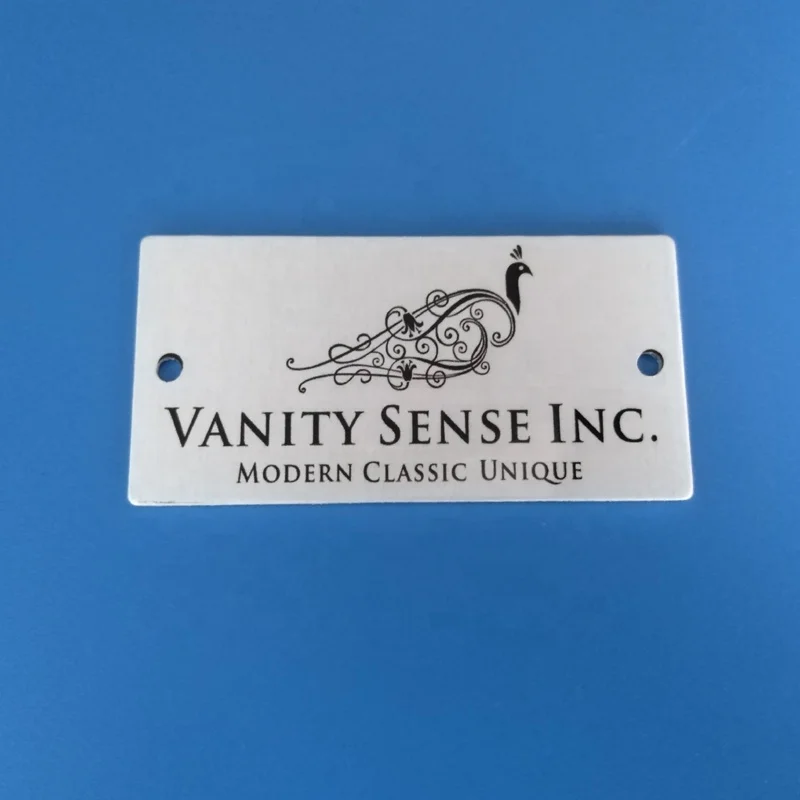 VANITY SENSE INC.
MODERN CLASSIC UNIQUE